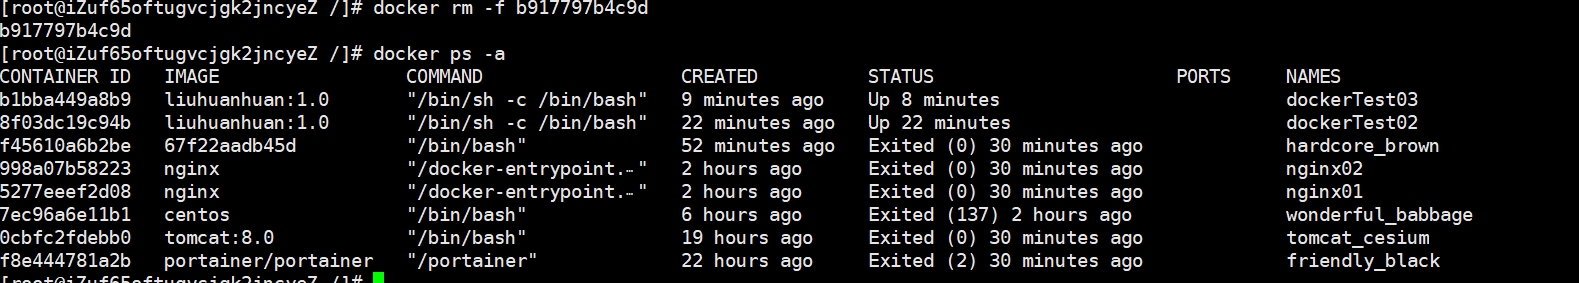 [root@iZuf65oftugvcjgk2jncyeZ /]# docker rm -f b917797b4c9d
b917797b4c9d
[root@iZuf65oftugvcjgk2jncyeZ /]# docker ps -a
CONTAINER ID   IMAGE                 COMMAND                  CREATED          STATUS                      PORTS     NAMES
b1bba449a8b9   liuhuanhuan:1.0       "/bin/sh -c /bin/bash"   9 minutes ago    Up 8 minutes                          dockerTest03
8f03dc19c94b   liuhuanhuan:1.0       "/bin/sh -c /bin/bash"   22 minutes ago   Up 22 minutes                         dockerTest02
f45610a6b2be   67f22aadb45d          "/bin/bash"              52 minutes ago   Exited (0) 30 minutes ago             hardcore_brown
998a07b58223   nginx                 "/docker-entrypoint.…"   2 hours ago      Exited (0) 30 minutes ago             nginx02
5277eeef2d08   nginx                 "/docker-entrypoint.…"   2 hours ago      Exited (0) 30 minutes ago             nginx01
7ec96a6e11b1   centos                "/bin/bash"              6 hours ago      Exited (137) 2 hours ago              wonderful_babbage
0cbfc2fdebb0   tomcat:8.0            "/bin/bash"              19 hours ago     Exited (0) 30 minutes ago             tomcat_cesium
f8e444781a2b   portainer/portainer   "/portainer"             22 hours ago     Exited (2) 30 minutes ago             friendly_black
[root@iZuf65oftugvcjgk2jncyeZ /]#